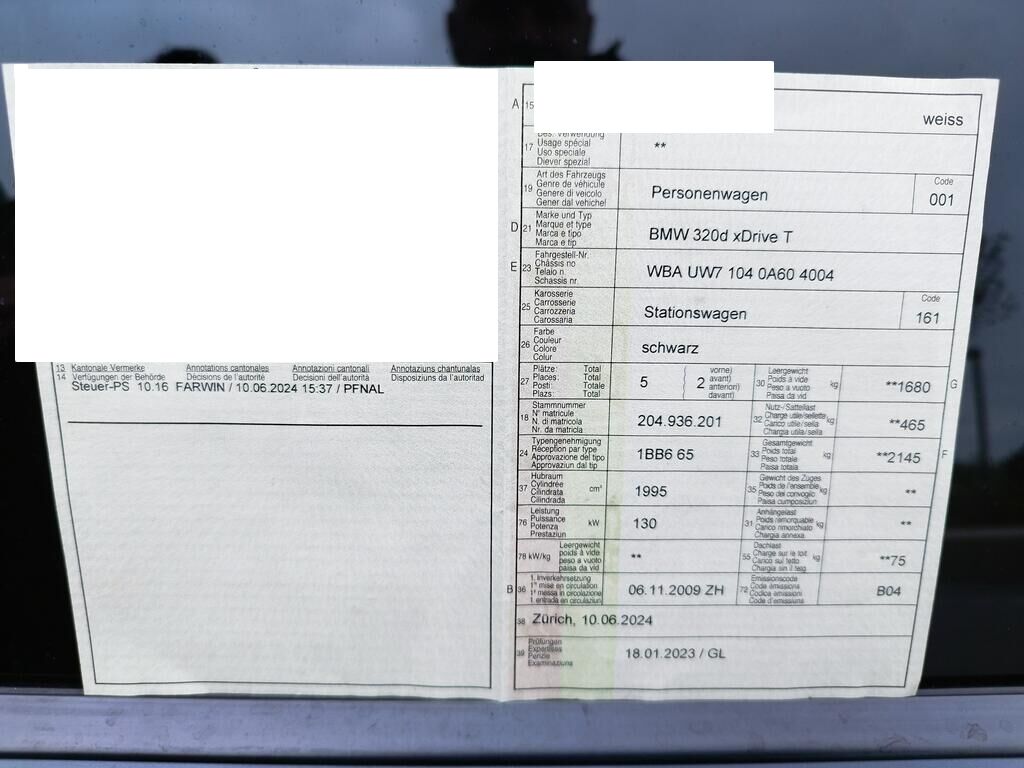 13 Kantonale Vermerke Annotations cantonales Annotazioni cantonali Annotaziuns chantunalas
14 Verfügungen der Behörde Décisions de l'autorité Decisioni dell'autorità Disposiziuns da l'autoritad
Steuer-PS 10.16 FARWIN / 10.06.2024 15:37 / PFNAL
A 15
weiss
17 Bes. Verwendung
Usage spécial
Uso speciale
Diever spezial
**
19 Art des Fahrzeugs
Genre de véhicule
Genere di veicolo
Gener dal vehichel
Personenwagen
Code
001
D 21 Marke und Typ
Marque et type
Marca e tipo
Marca e tip
BMW 320d xDrive T
E 23 Fahrgestell-Nr.
Châssis no
Telaio n.
Schassis nr.
WBA UW7 104 0A60 4004
25 Karosserie
Carrosserie
Carrozzeria
Carossaria
Stationswagen
Code
161
26 Farbe
Couleur
Colore
Colur
schwarz
27 Plätze: Total
Places: Total
Posti: Totale
Plazs: Total
5 ( 2 vorne)
avant)
anteriori)
davant)
30 Leergewicht
Poids à vide
Peso a vuoto
Paisa da vid
kg
**1680
G
18 Stammnummer
N° matricule
N. di matricola
Nr. da matricla
204.936.201
32 Nutz-/Sattellast
Charge utile/sellette
Carico utile/sella
Chargia utila/sella
kg
**465
24 Typengenehmigung
Réception par type
Approvazione del tipo
Approvaziun dal tip
1BB6 65
33 Gesamtgewicht
Poids total
Peso totale
Paisa totala
kg
**2145
F
37 Hubraum
Cylindrée
Cilindrata
Cilindrada
cm³
1995
35 Gewicht des Zuges
Poids de l'ensemble
Peso del convoglio
Paisa cumposiziun
kg
**
76 Leistung
Puissance
Potenza
Prestaziun
kW
130
31 Anhängelast
Poids remorquable
Carico rimorchiato
Chargia annexa
kg
**
78 kW/kg Leergewicht
poids à vide
peso a vuoto
paisa da vid
**
55 Dachlast
Charge sur le toit
Carico sul tetto
Chargia sin il tetg
kg
**75
B 36 1. Inverkehrsetzung
1re mise en circulation
1a messa in circolazione
1. entrada en circulaziun
06.11.2009 ZH
72 Emissionscode
Code émissions
Codice emissioni
Code d'emissiuns
B04
38 Zürich, 10.06.2024
39 Prüfungen
Expertises
Perizie
Examinaziuns
18.01.2023 / GL